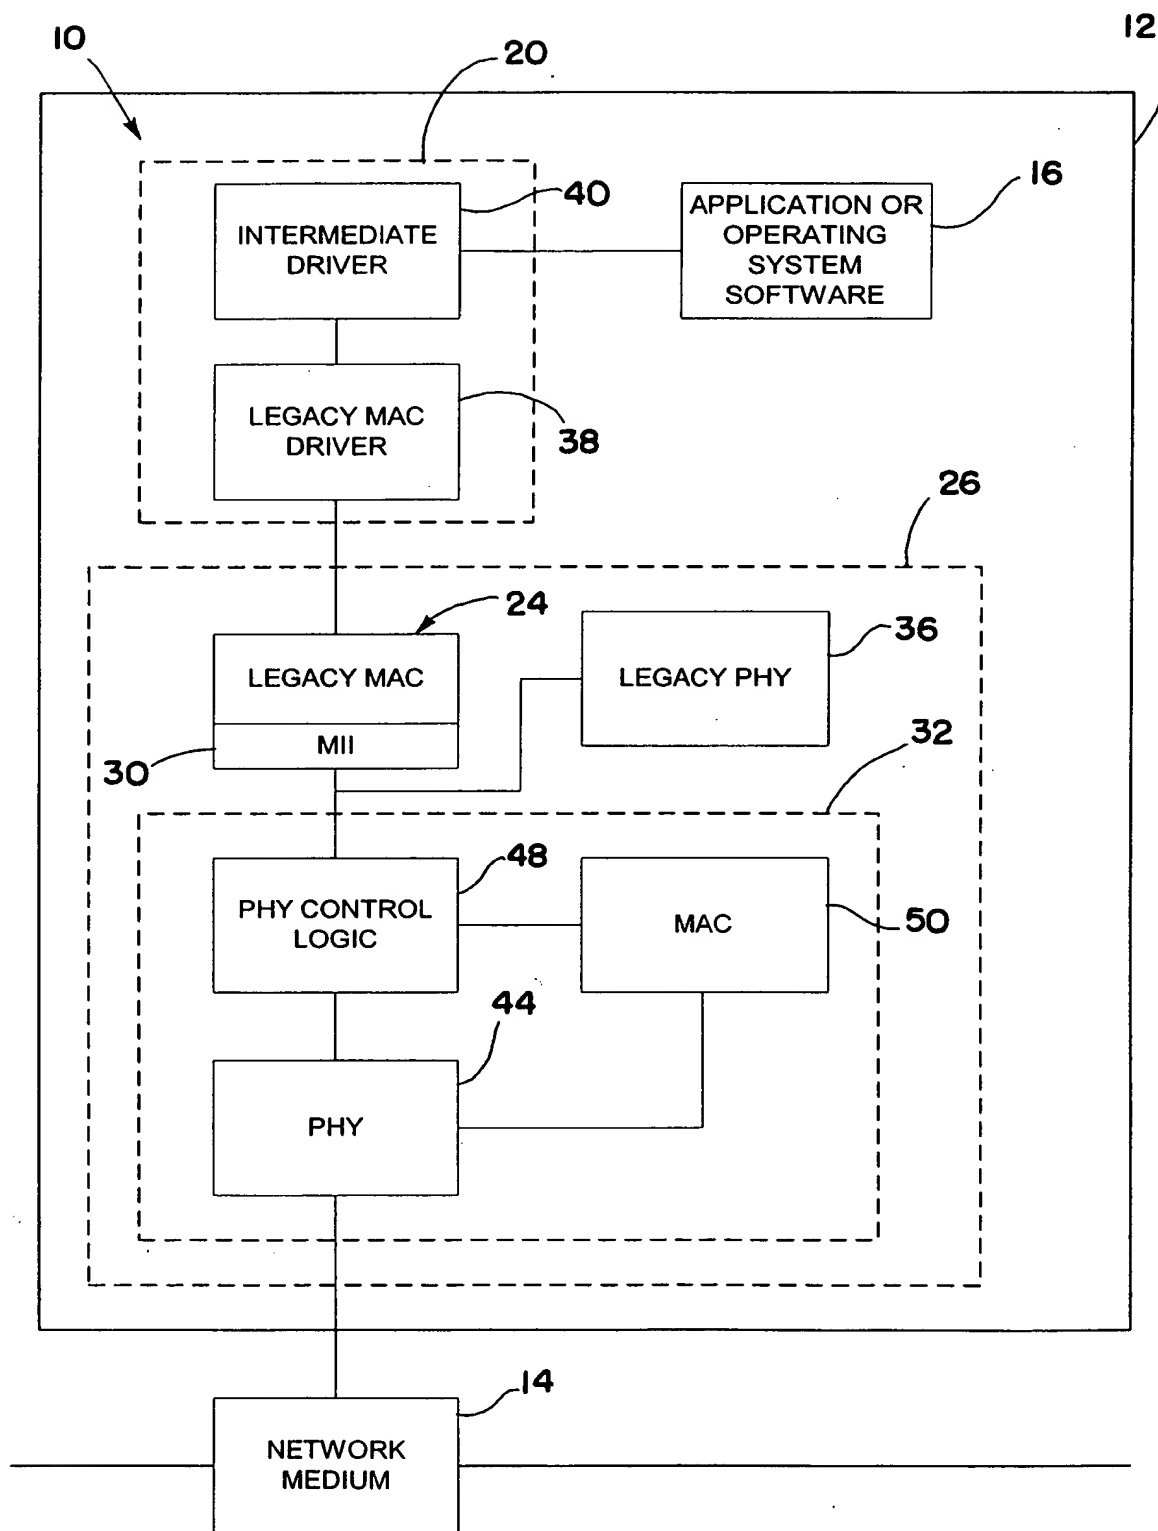 12
10
20
40
16
INTERMEDIATE
DRIVER
APPLICATION OR
OPERATING
SYSTEM
SOFTWARE
LEGACY MAC
DRIVER
38
26
24
36
LEGACY MAC
LEGACY PHY
MII
30
32
48
PHY CONTROL
LOGIC
MAC
50
44
PHY
14
NETWORK
MEDIUM